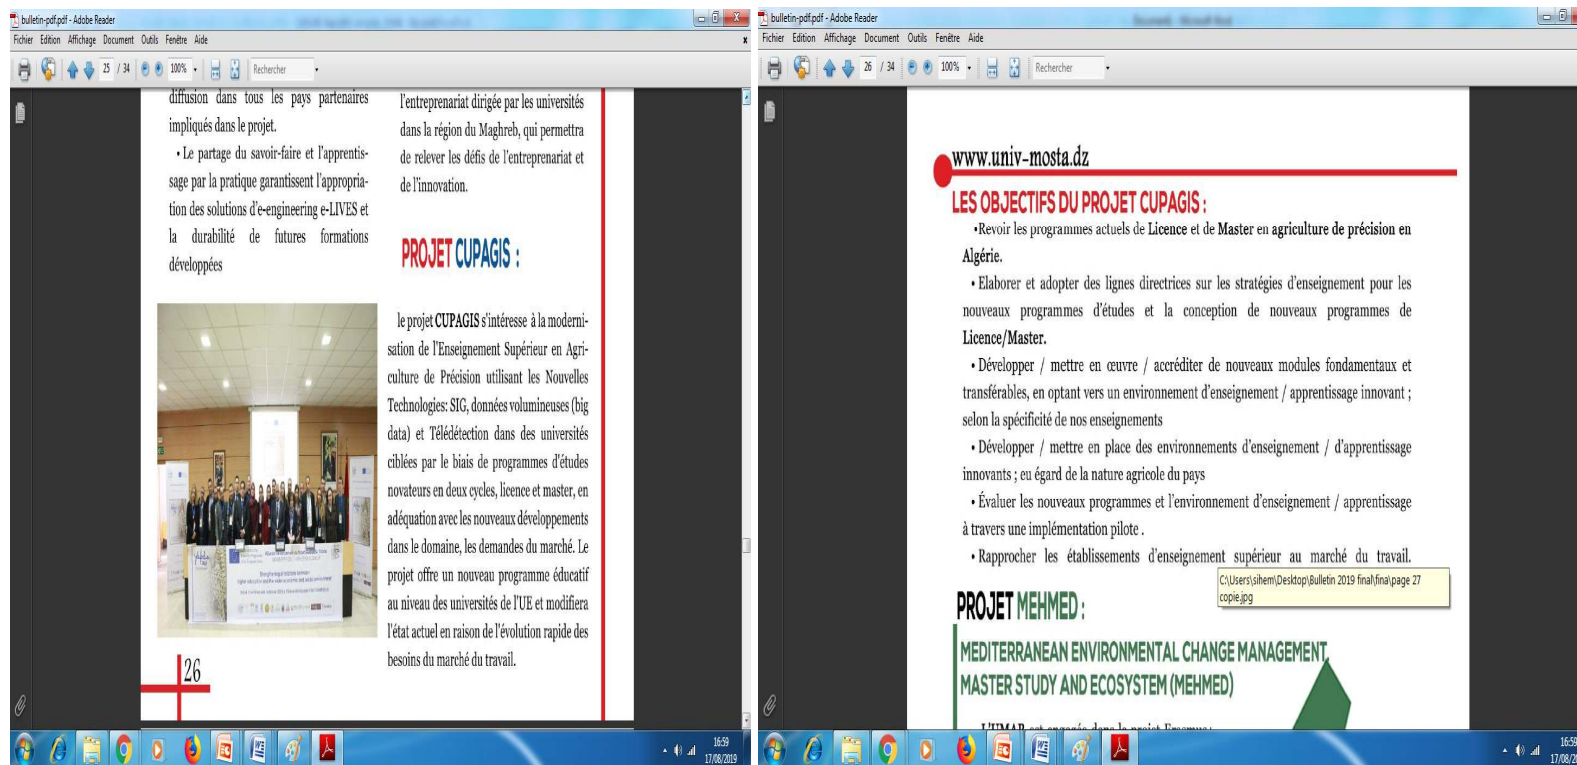 bulletin-pdf.pdf - Adobe Reader
Fichier Edition Affichage Document Outils Fenêtre Aide
25 / 34 100% Rechercher
diffusion dans tous les pays partenaires
impliqués dans le projet.
• Le partage du savoir-faire et l'apprentis-
sage par la pratique garantissent l'appropria-
tion des solutions d'e-engineering e-LIVES et
la durabilité de futures formations
développées
26
l'entreprenariat dirigée par les universités
dans la région du Maghreb, qui permettra
de relever les défis de l'entreprenariat et
de l'innovation.
PROJET CUPAGIS :
le projet CUPAGIS s'intéresse à la moderni-
sation de l'Enseignement Supérieur en Agri-
culture de Précision utilisant les Nouvelles
Technologies: SIG, données volumineuses (big
data) et Télédétection dans des universités
ciblées par le biais de programmes d'études
novateurs en deux cycles, licence et master, en
adéquation avec les nouveaux développements
dans le domaine, les demandes du marché. Le
projet offre un nouveau programme éducatif
au niveau des universités de l'UE et modifiera
l'état actuel en raison de l'évolution rapide des
besoins du marché du travail.
16:59
17/08/2019
bulletin-pdf.pdf - Adobe Reader
Fichier Edition Affichage Document Outils Fenêtre Aide
26 / 34 100% Rechercher
www.univ-mosta.dz
LES OBJECTIFS DU PROJET CUPAGIS :
•Revoir les programmes actuels de Licence et de Master en agriculture de précision en
Algérie.
• Elaborer et adopter des lignes directrices sur les stratégies d'enseignement pour les
nouveaux programmes d'études et la conception de nouveaux programmes de
Licence/Master.
• Développer / mettre en œuvre / accréditer de nouveaux modules fondamentaux et
transférables, en optant vers un environnement d'enseignement / apprentissage innovant ;
selon la spécificité de nos enseignements
• Développer / mettre en place des environnements d'enseignement / d'apprentissage
innovants ; eu égard de la nature agricole du pays
• Évaluer les nouveaux programmes et l'environnement d'enseignement / apprentissage
à travers une implémentation pilote .
• Rapprocher les établissements d'enseignement supérieur au marché du travail.
C:\Users\sihem\Desktop\Bulletin 2019 final\fina\page 27
copie.jpg
PROJET MEHMED :
MEDITERRANEAN ENVIRONMENTAL CHANGE MANAGEMENT
MASTER STUDY AND ECOSYSTEM (MEHMED)
L'UMAB est engagée dans le projet Erasmus+
16:59